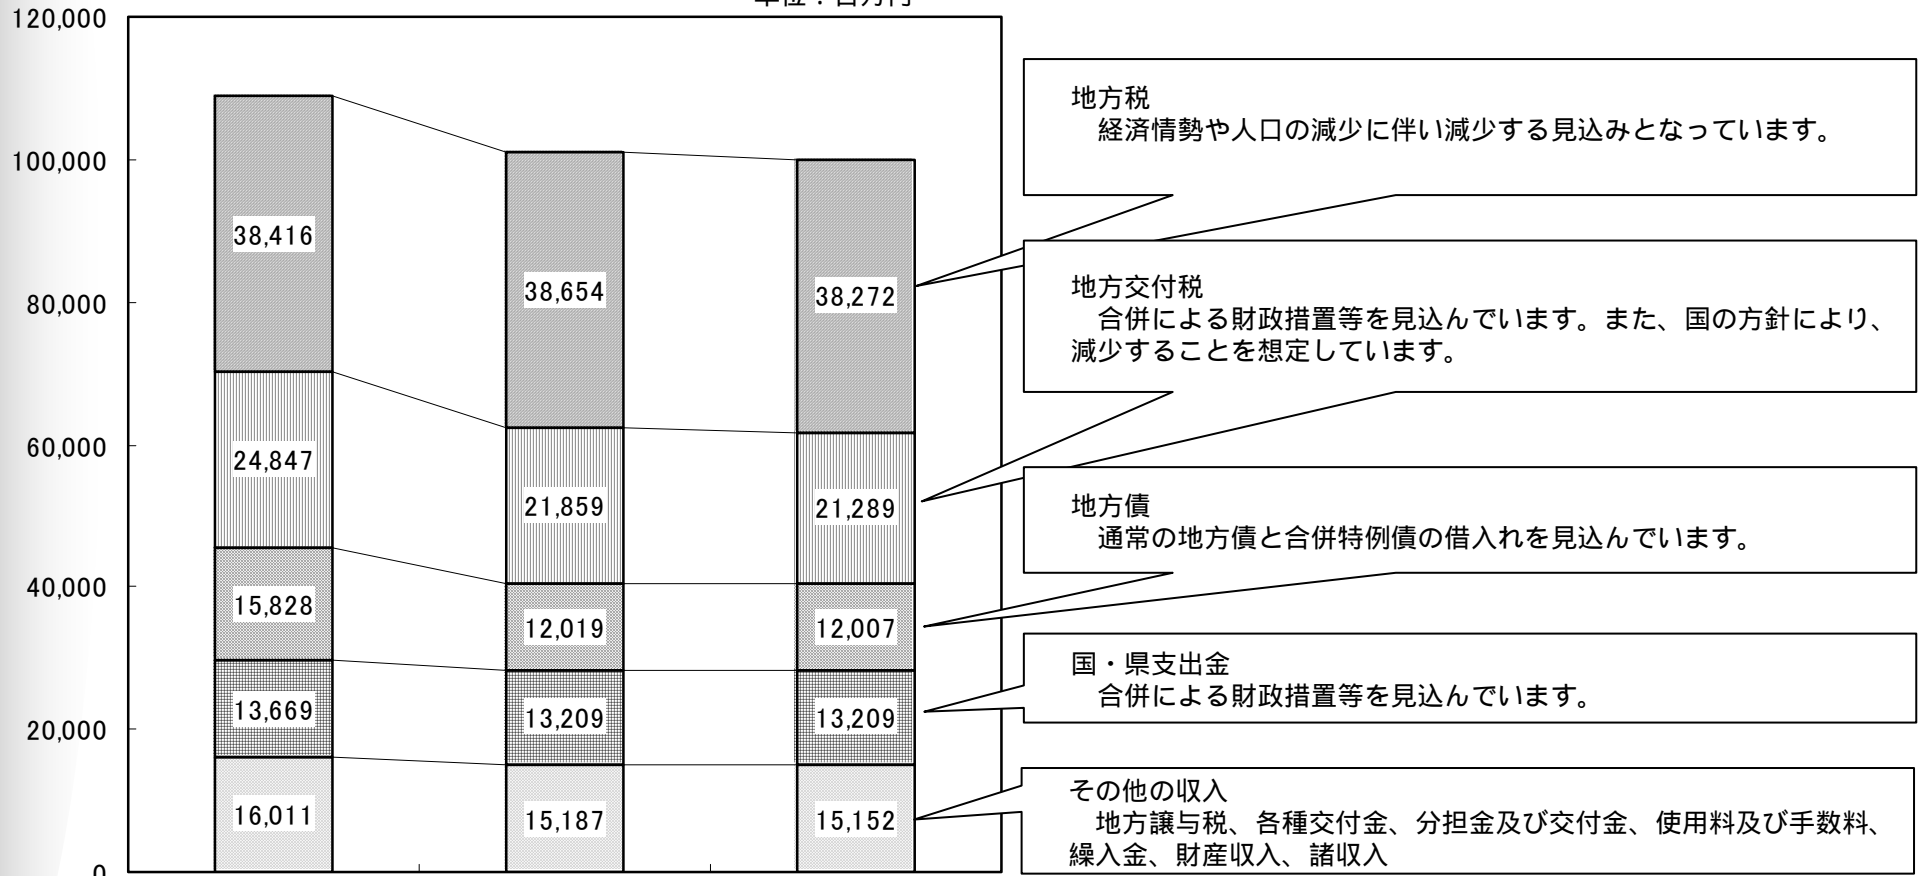 単位：百万円
120,000
100,000
80,000
60,000
40,000
20,000
0
38,416
24,847
15,828
13,669
16,011
38,654
21,859
12,019
13,209
15,187
38,272
21,289
12,007
13,209
15,152
地方税
経済情勢や人口の減少に伴い減少する見込みとなっています。
地方交付税
合併による財政措置等を見込んでいます。また、国の方針により、
減少することを想定しています。
地方債
通常の地方債と合併特例債の借入れを見込んでいます。
国・県支出金
合併による財政措置等を見込んでいます。
その他の収入
地方譲与税、各種交付金、分担金及び交付金、使用料及び手数料、
繰入金、財産収入、諸収入